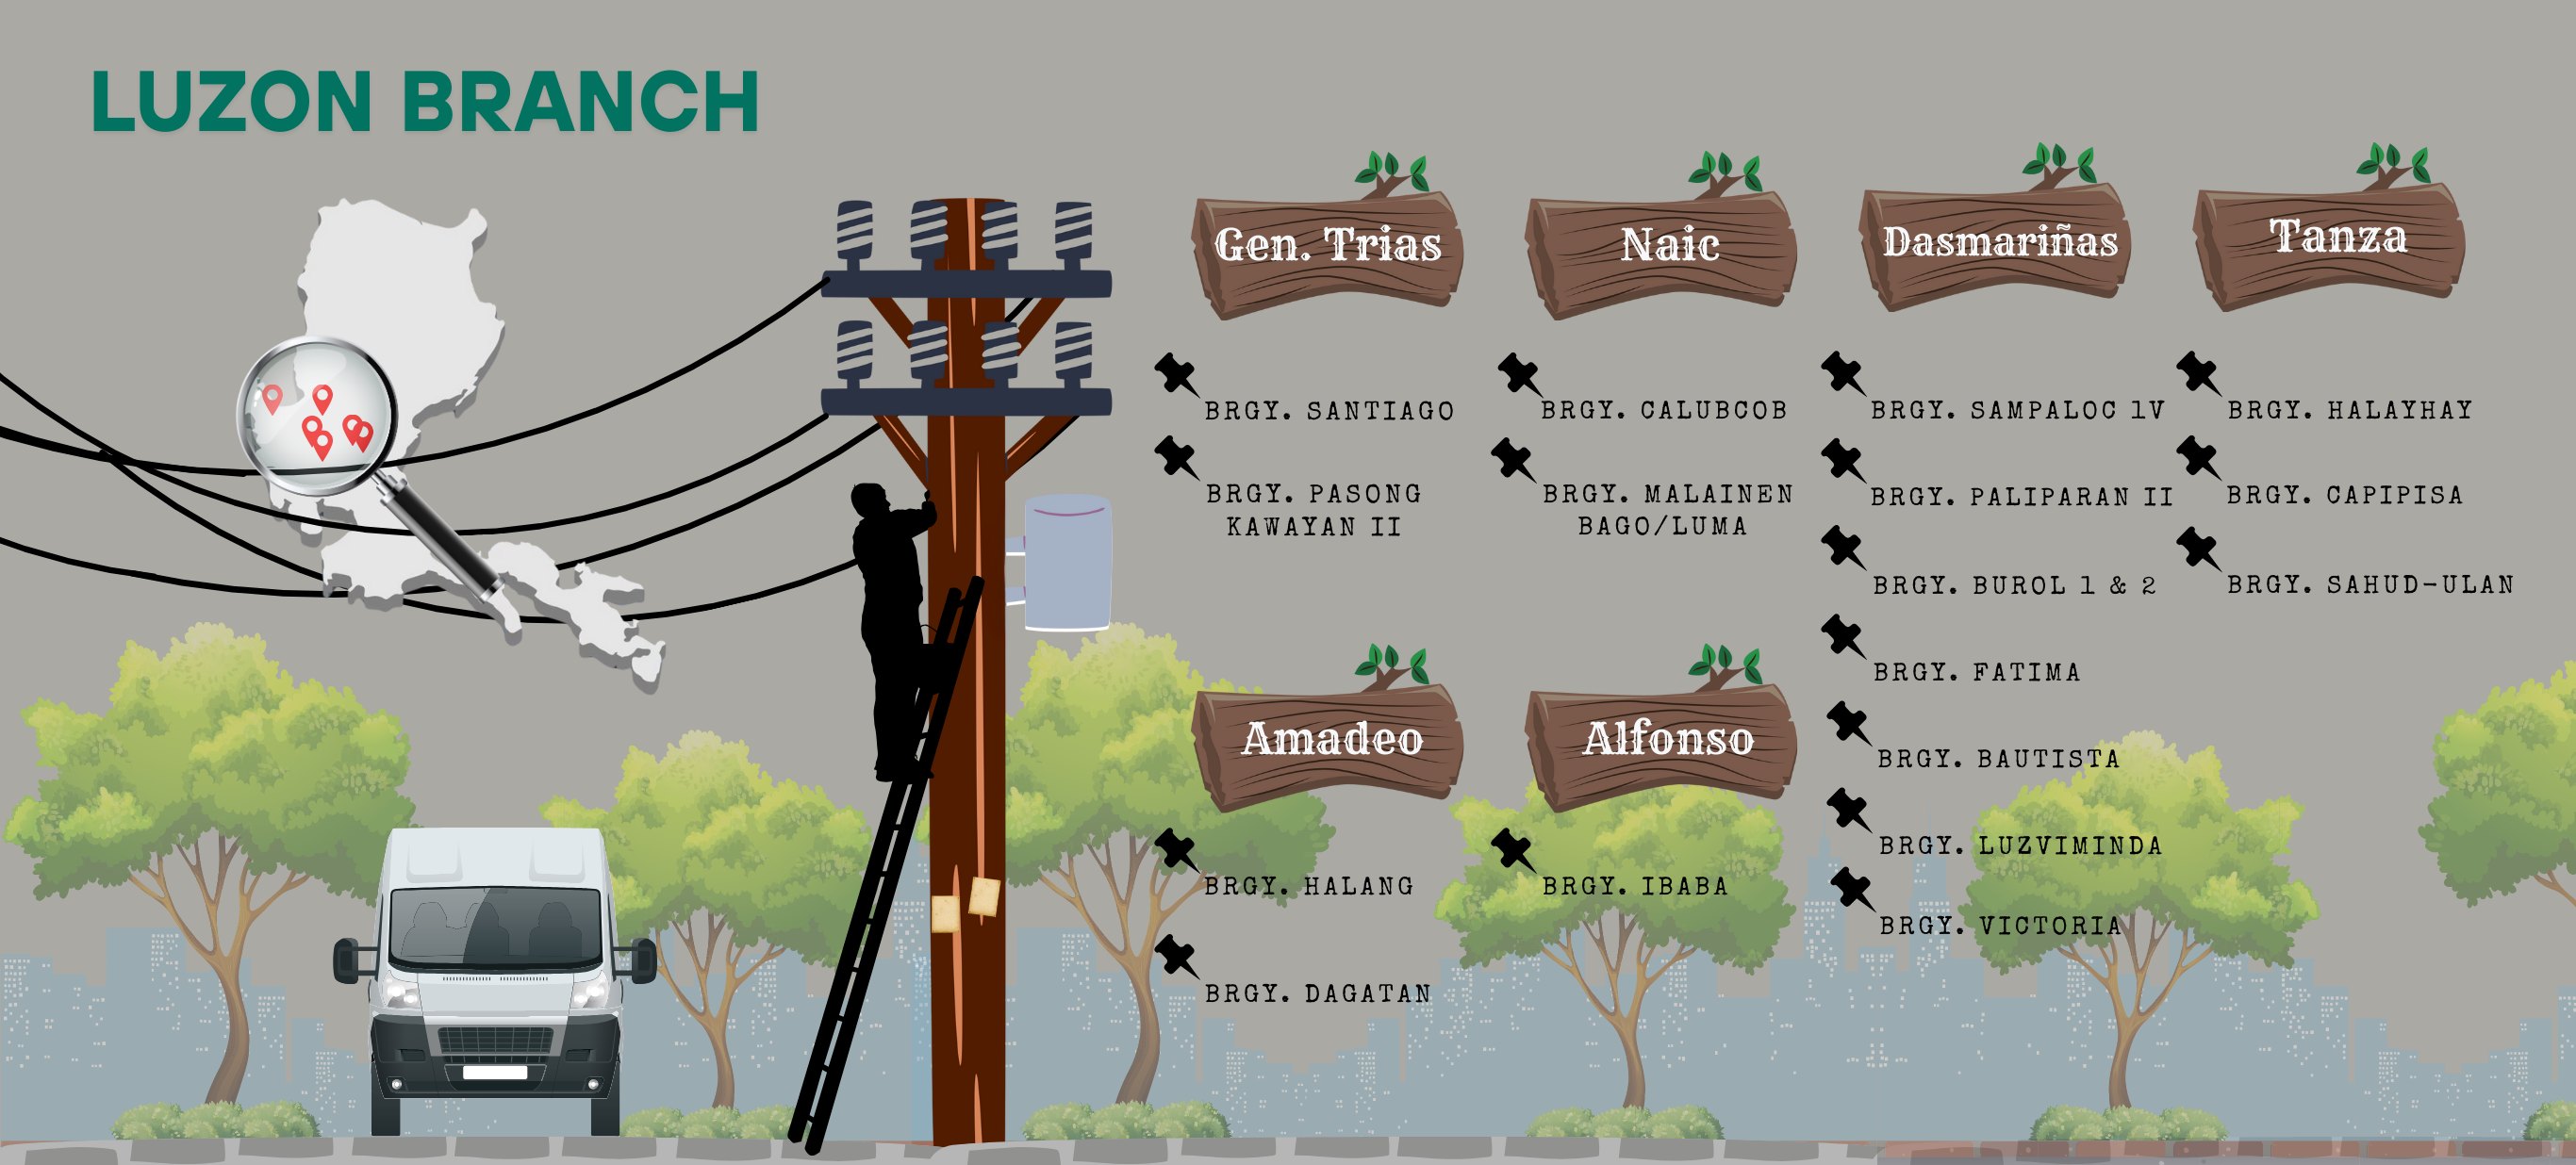 LUZON BRANCH
Gen. Trias
BRGY. SANTIAGO
BRGY. PASONG
KAWAYAN II
Naic
BRGY. CALUBCOB
BRGY. MALAINEN
BAGO/LUMA
Dasmariñas
BRGY. SAMPALOC 1V
BRGY. PALIPARAN II
BRGY. BUROL 1 & 2
BRGY. FATIMA
BRGY. BAUTISTA
BRGY. LUZVIMINDA
BRGY. VICTORIA
Tanza
BRGY. HALAYHAY
BRGY. CAPIPISA
BRGY. SAHUD-ULAN
Amadeo
BRGY. HALANG
BRGY. DAGATAN
Alfonso
BRGY. IBABA